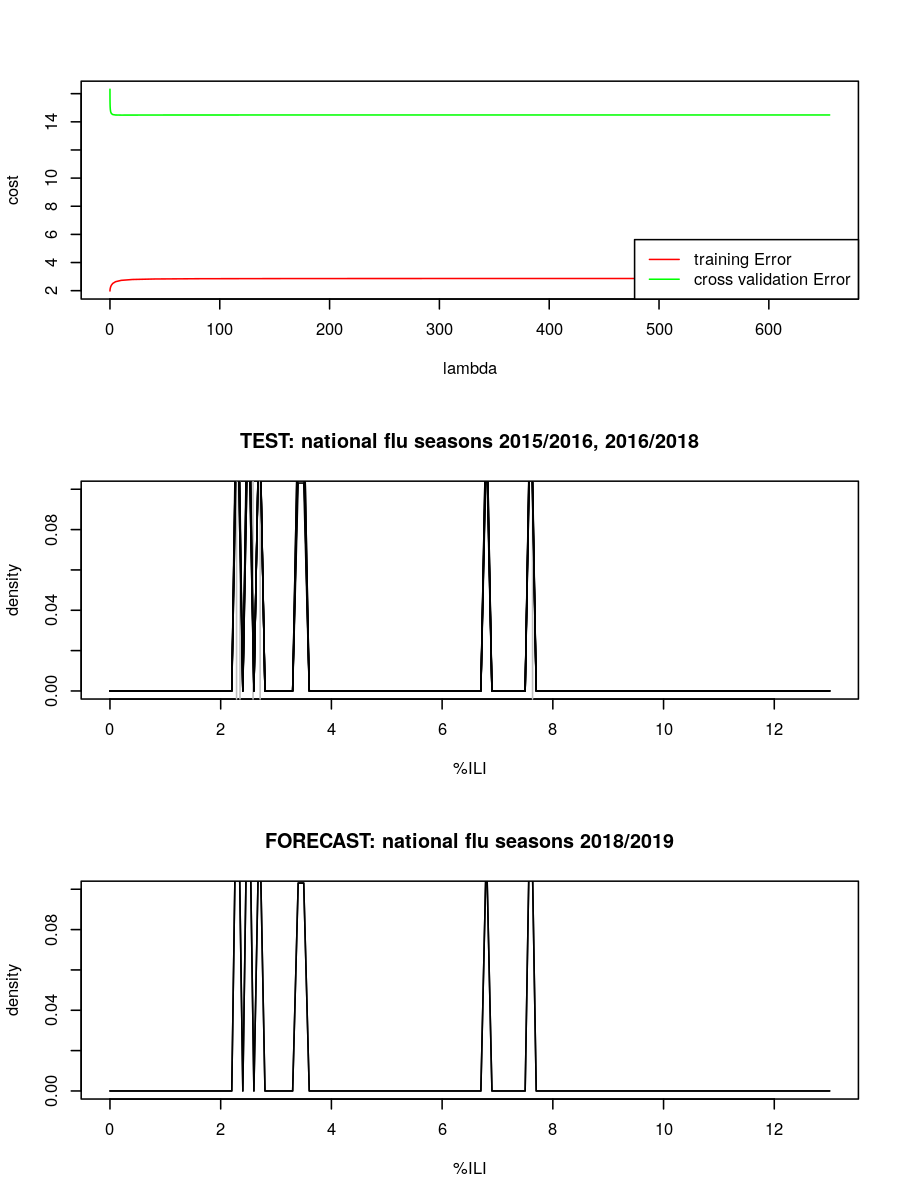 cost
14
10
8
6
4
2
training Error
cross validation Error
0 100 200 300 400 500 600
lambda
TEST: national flu seasons 2015/2016, 2016/2018
density
0.08
0.04
0.00
0 2 4 6 8 10 12
%ILI
FORECAST: national flu seasons 2018/2019
density
0.08
0.04
0.00
0 2 4 6 8 10 12
%ILI